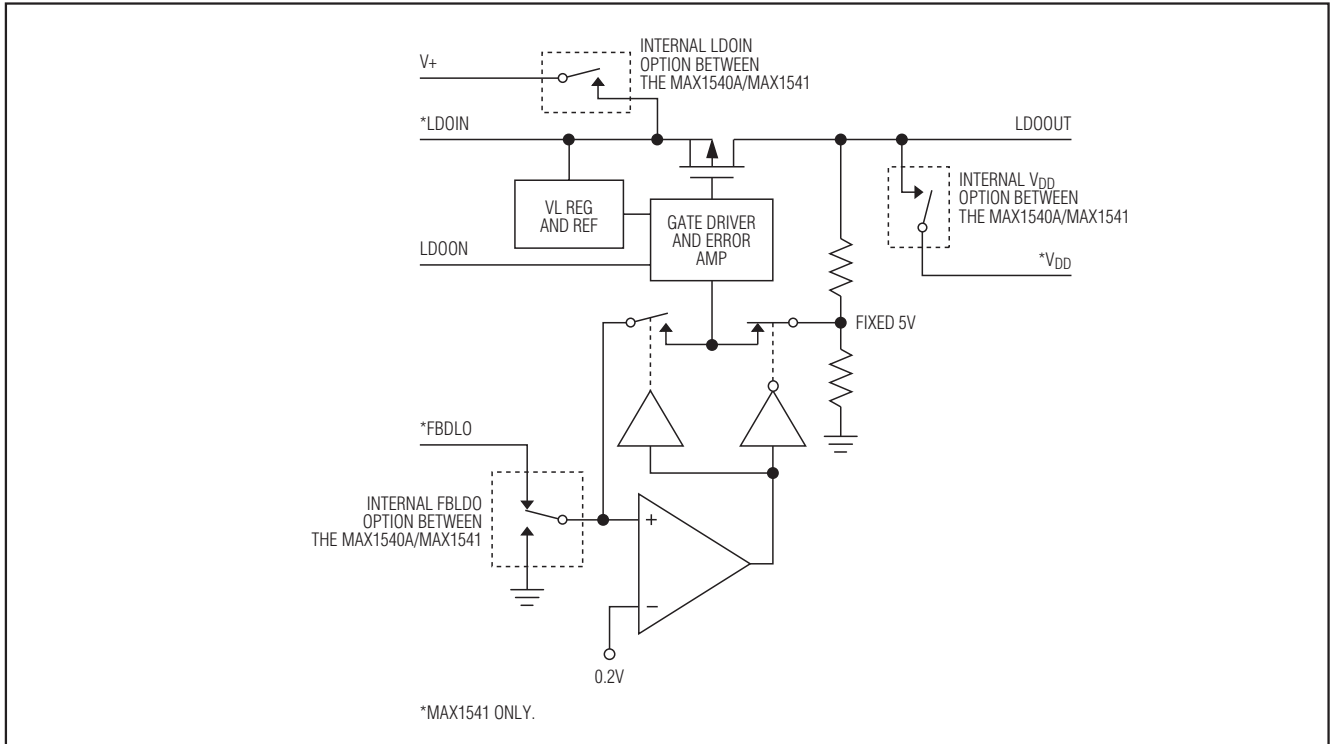 INTERNAL LDOIN
OPTION BETWEEN
THE MAX1540A/MAX1541
V+
*LDOIN
LDOOUT
VL REG
AND REF
GATE DRIVER
AND ERROR
AMP
INTERNAL VDD
OPTION BETWEEN
THE MAX1540A/MAX1541
LDOON
*VDD
FIXED 5V
*FBDLO
INTERNAL FBLDO
OPTION BETWEEN
THE MAX1540A/MAX1541
+
−
0.2V
*MAX1541 ONLY.